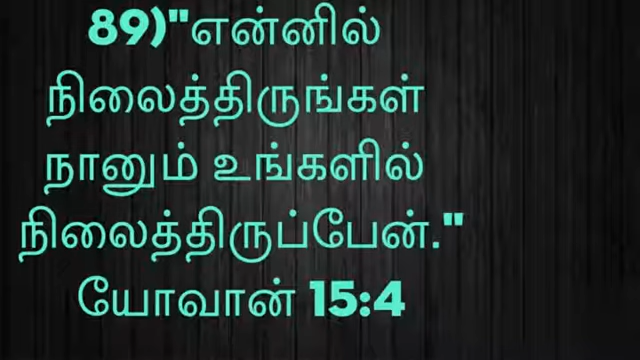 89)"என்னில்
நிலைத்திருங்கள்
நானும் உங்களில்
நிலைத்திருப்பேன்."
யோவான் 15:4